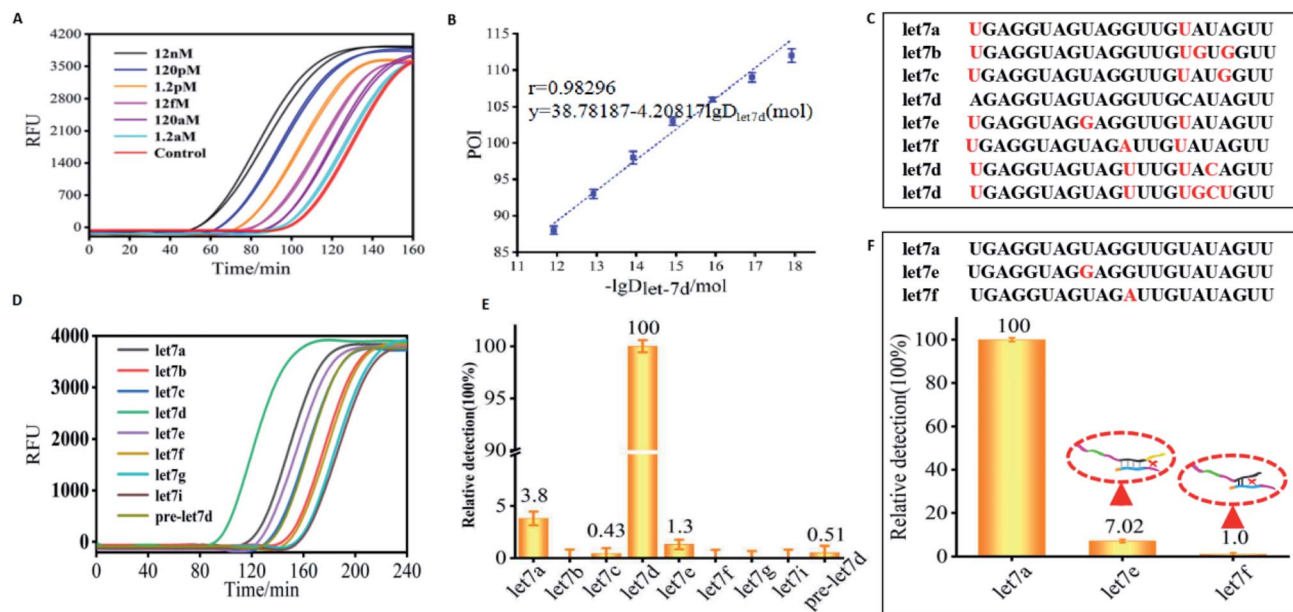 A
4200
3500
2800
2100
1400
700
0
RFU
12nM
120pM
1.2pM
12fM
120aM
1.2aM
Control
0 20 40 60 80 100 120 140 160
Time/min
B
115
110
105
100
95
90
85
POI
r=0.98296
y=38.78187-4.20817lgDlet7d(mol)
11 12 13 14 15 16 17 18
-lgDlet-7d/mol
C
let7a UGAGGUAGUAGGUUGUAUAGUU
let7b UGAGGUAGUAGGUUGUGUGGUU
let7c UGAGGUAGUAGGUUGUAUGGUU
let7d AGAGGUAGUAGGUUGCAUAGUU
let7e UGAGGUAGGAGGUUGUAUAGUU
let7f UGAGGUAGUAGAUUGUAUAGUU
let7d UGAGGUAGUAGUUUGUACAGUU
let7d UGAGGUAGUAGUUUGUGCUGUU
D
4000
3000
2000
1000
0
RFU
let7a
let7b
let7c
let7d
let7e
let7f
let7g
let7i
pre-let7d
0 40 80 120 160 200 240
Time/min
E
100
95
90
5
0
Relative detection(100%)
3.8
0.43
100
1.3
0.51
let7a let7b let7c let7d let7e let7f let7g let7i pre-let7d
F
let7a UGAGGUAGUAGGUUGUAUAGUU
let7e UGAGGUAGGAGGUUGUAUAGUU
let7f UGAGGUAGUAGAUUGUAUAGUU
100
80
60
40
20
0
Relative detection(100%)
100
7.02
1.0
let7a let7e let7f